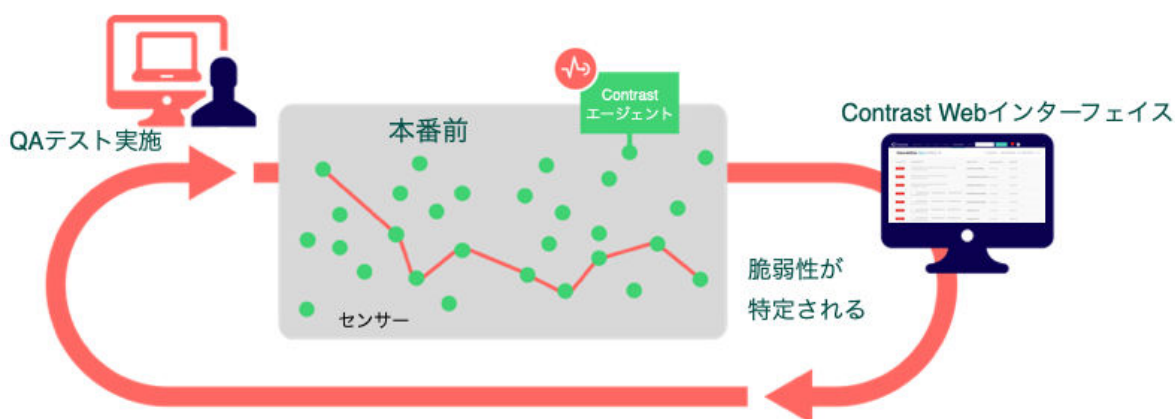 QAテスト実施
本番前
Contrast
エージェント
Contrast Webインターフェイス
センサー
脆弱性が
特定される